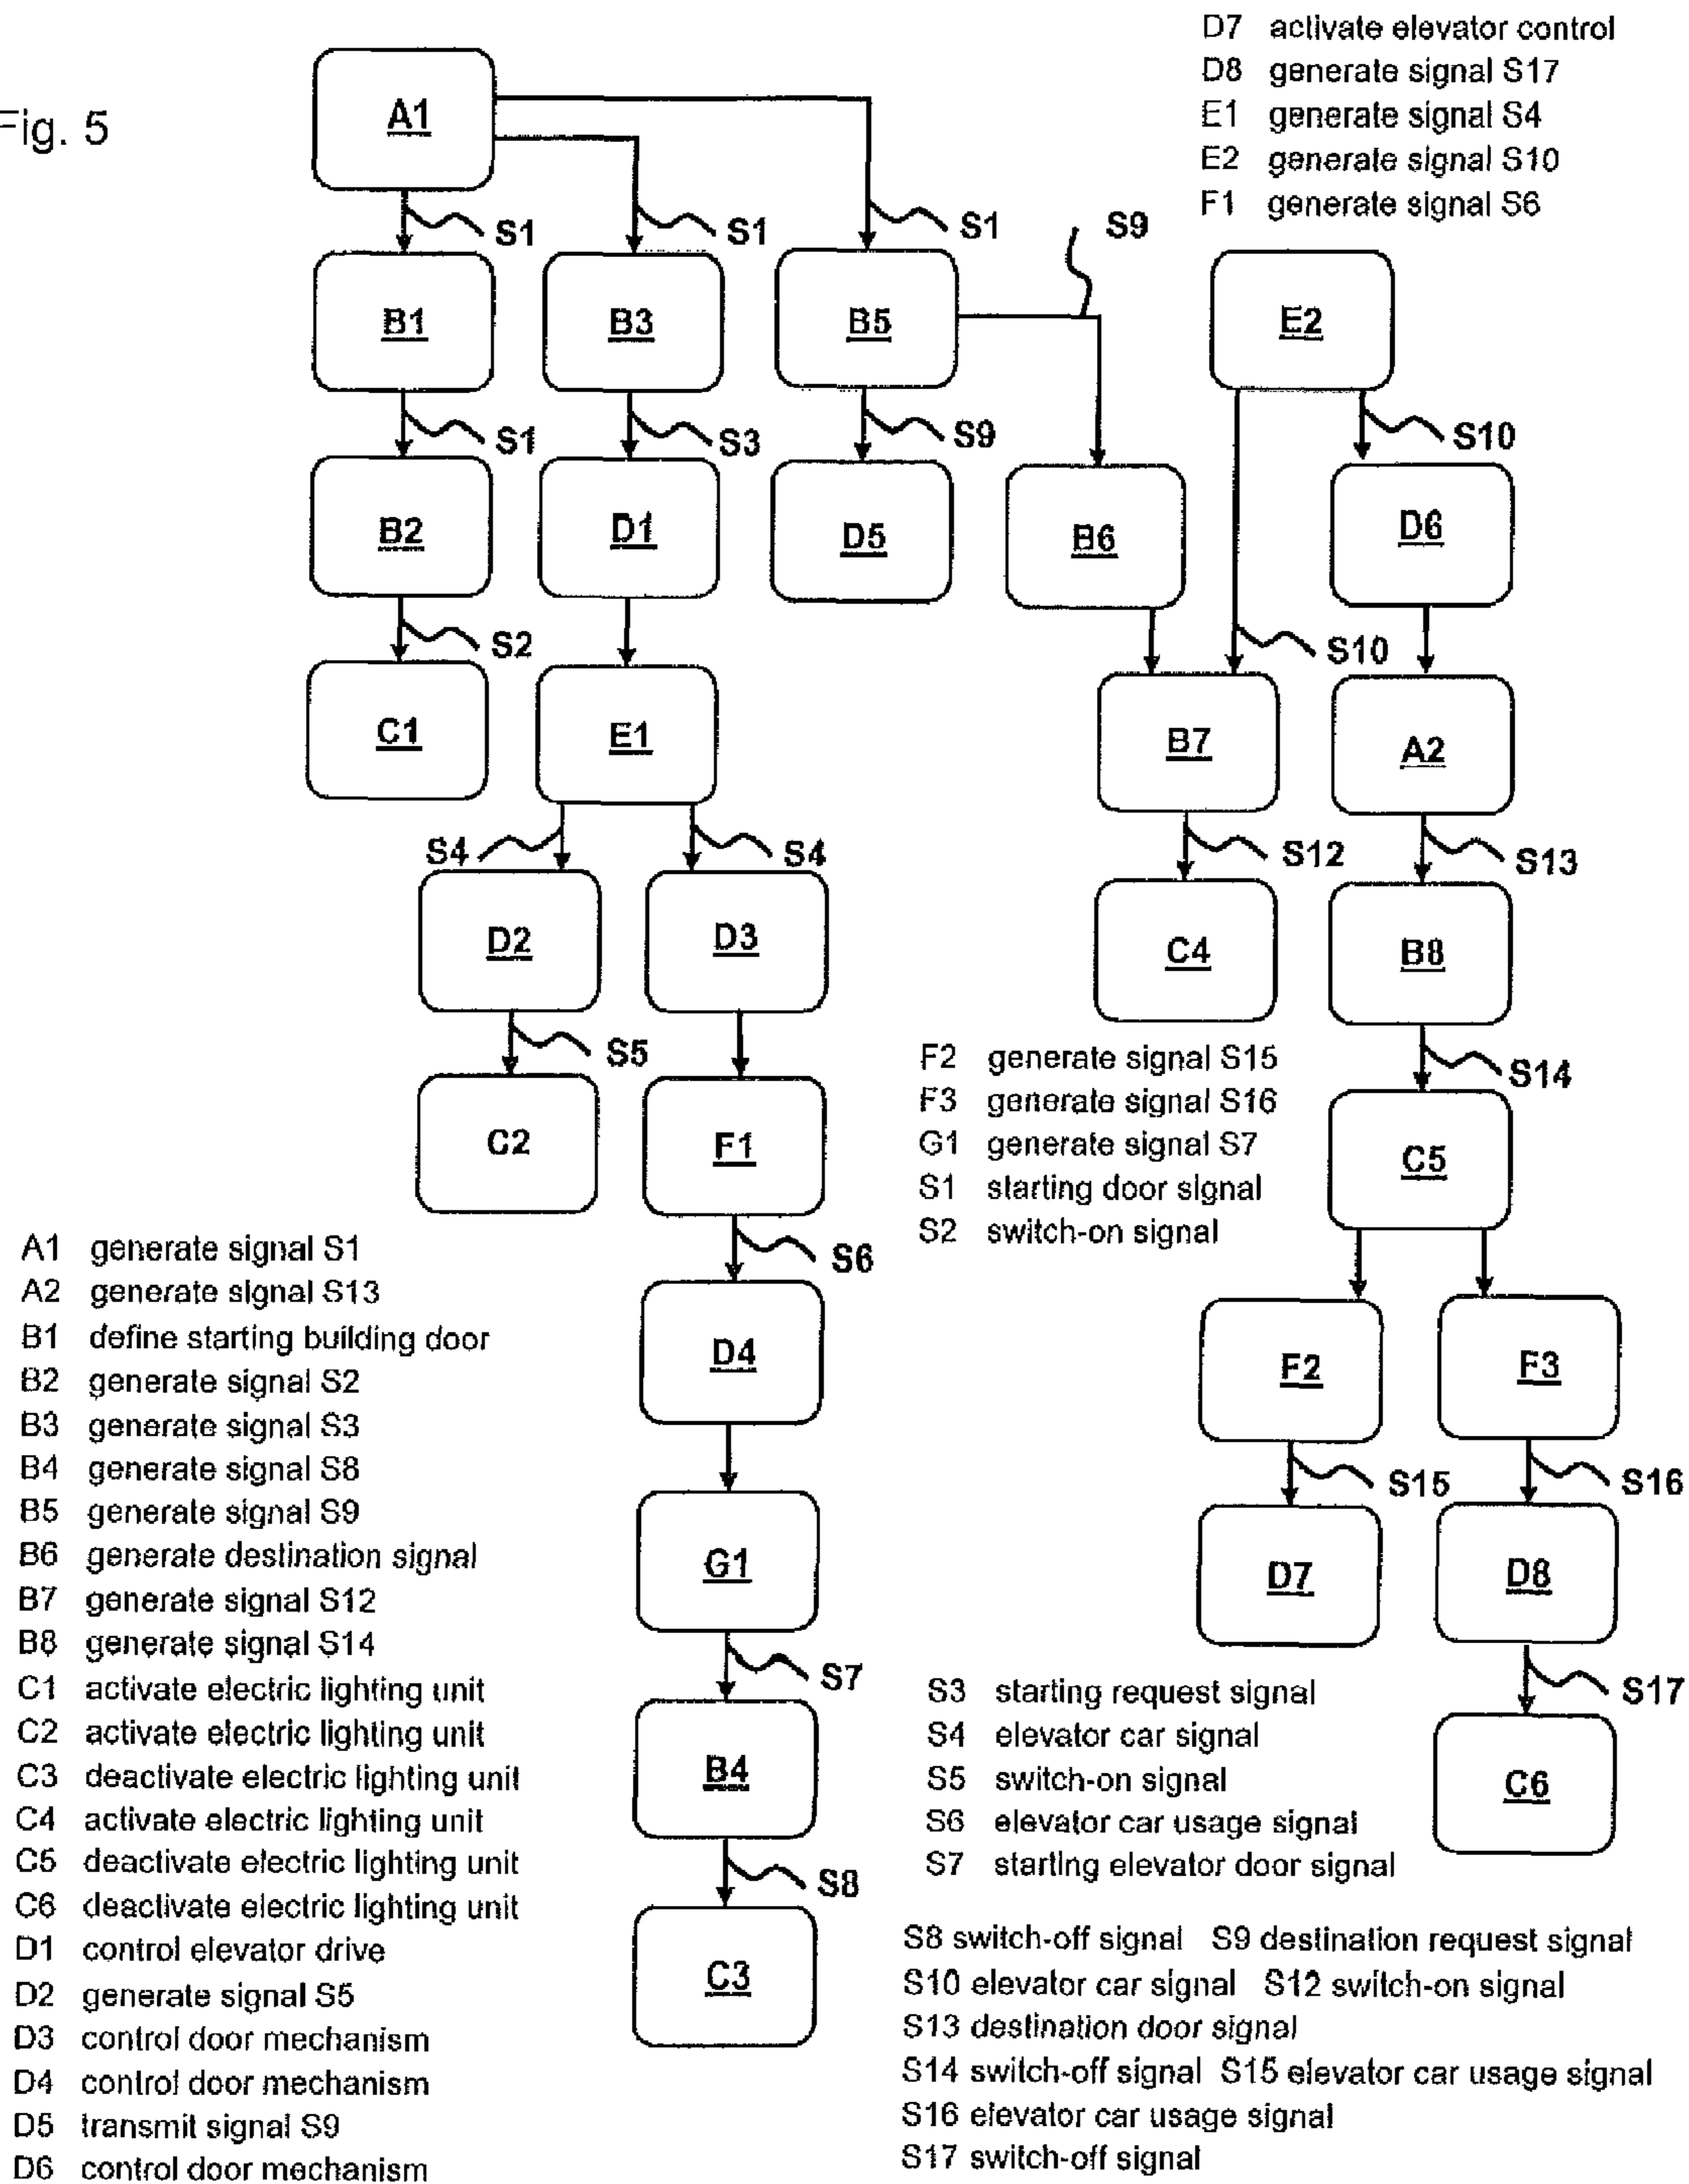 Fig. 5
D7 activate elevator control
D8 generate signal S17
E1 generate signal S4
E2 generate signal S10
F1 generate signal S6
A1
S1
S1
S1
S9
B1
B3
B5
E2
S1
S3
S9
S10
B2
D1
D5
B6
D6
S2
S10
C1
E1
B7
A2
S4
S4
S12
S13
D2
D3
C4
B8
S5
S14
C2
F1
C5
F2 generate signal S15
F3 generate signal S16
G1 generate signal S7
S1 starting door signal
S2 switch-on signal
S6
D4
F2
F3
S15
S16
G1
D7
D8
S7
S17
B4
C6
S8
C3
A1 generate signal S1
A2 generate signal S13
B1 define starting building door
B2 generate signal S2
B3 generate signal S3
B4 generate signal S8
B5 generate signal S9
B6 generate destination signal
B7 generate signal S12
B8 generate signal S14
C1 activate electric lighting unit
C2 activate electric lighting unit
C3 deactivate electric lighting unit
C4 activate electric lighting unit
C5 deactivate electric lighting unit
C6 deactivate electric lighting unit
D1 control elevator drive
D2 generate signal S5
D3 control door mechanism
D4 control door mechanism
D5 transmit signal S9
D6 control door mechanism
S3 starting request signal
S4 elevator car signal
S5 switch-on signal
S6 elevator car usage signal
S7 starting elevator door signal
S8 switch-off signal S9 destination request signal
S10 elevator car signal S12 switch-on signal
S13 destination door signal
S14 switch-off signal S15 elevator car usage signal
S16 elevator car usage signal
S17 switch-off signal